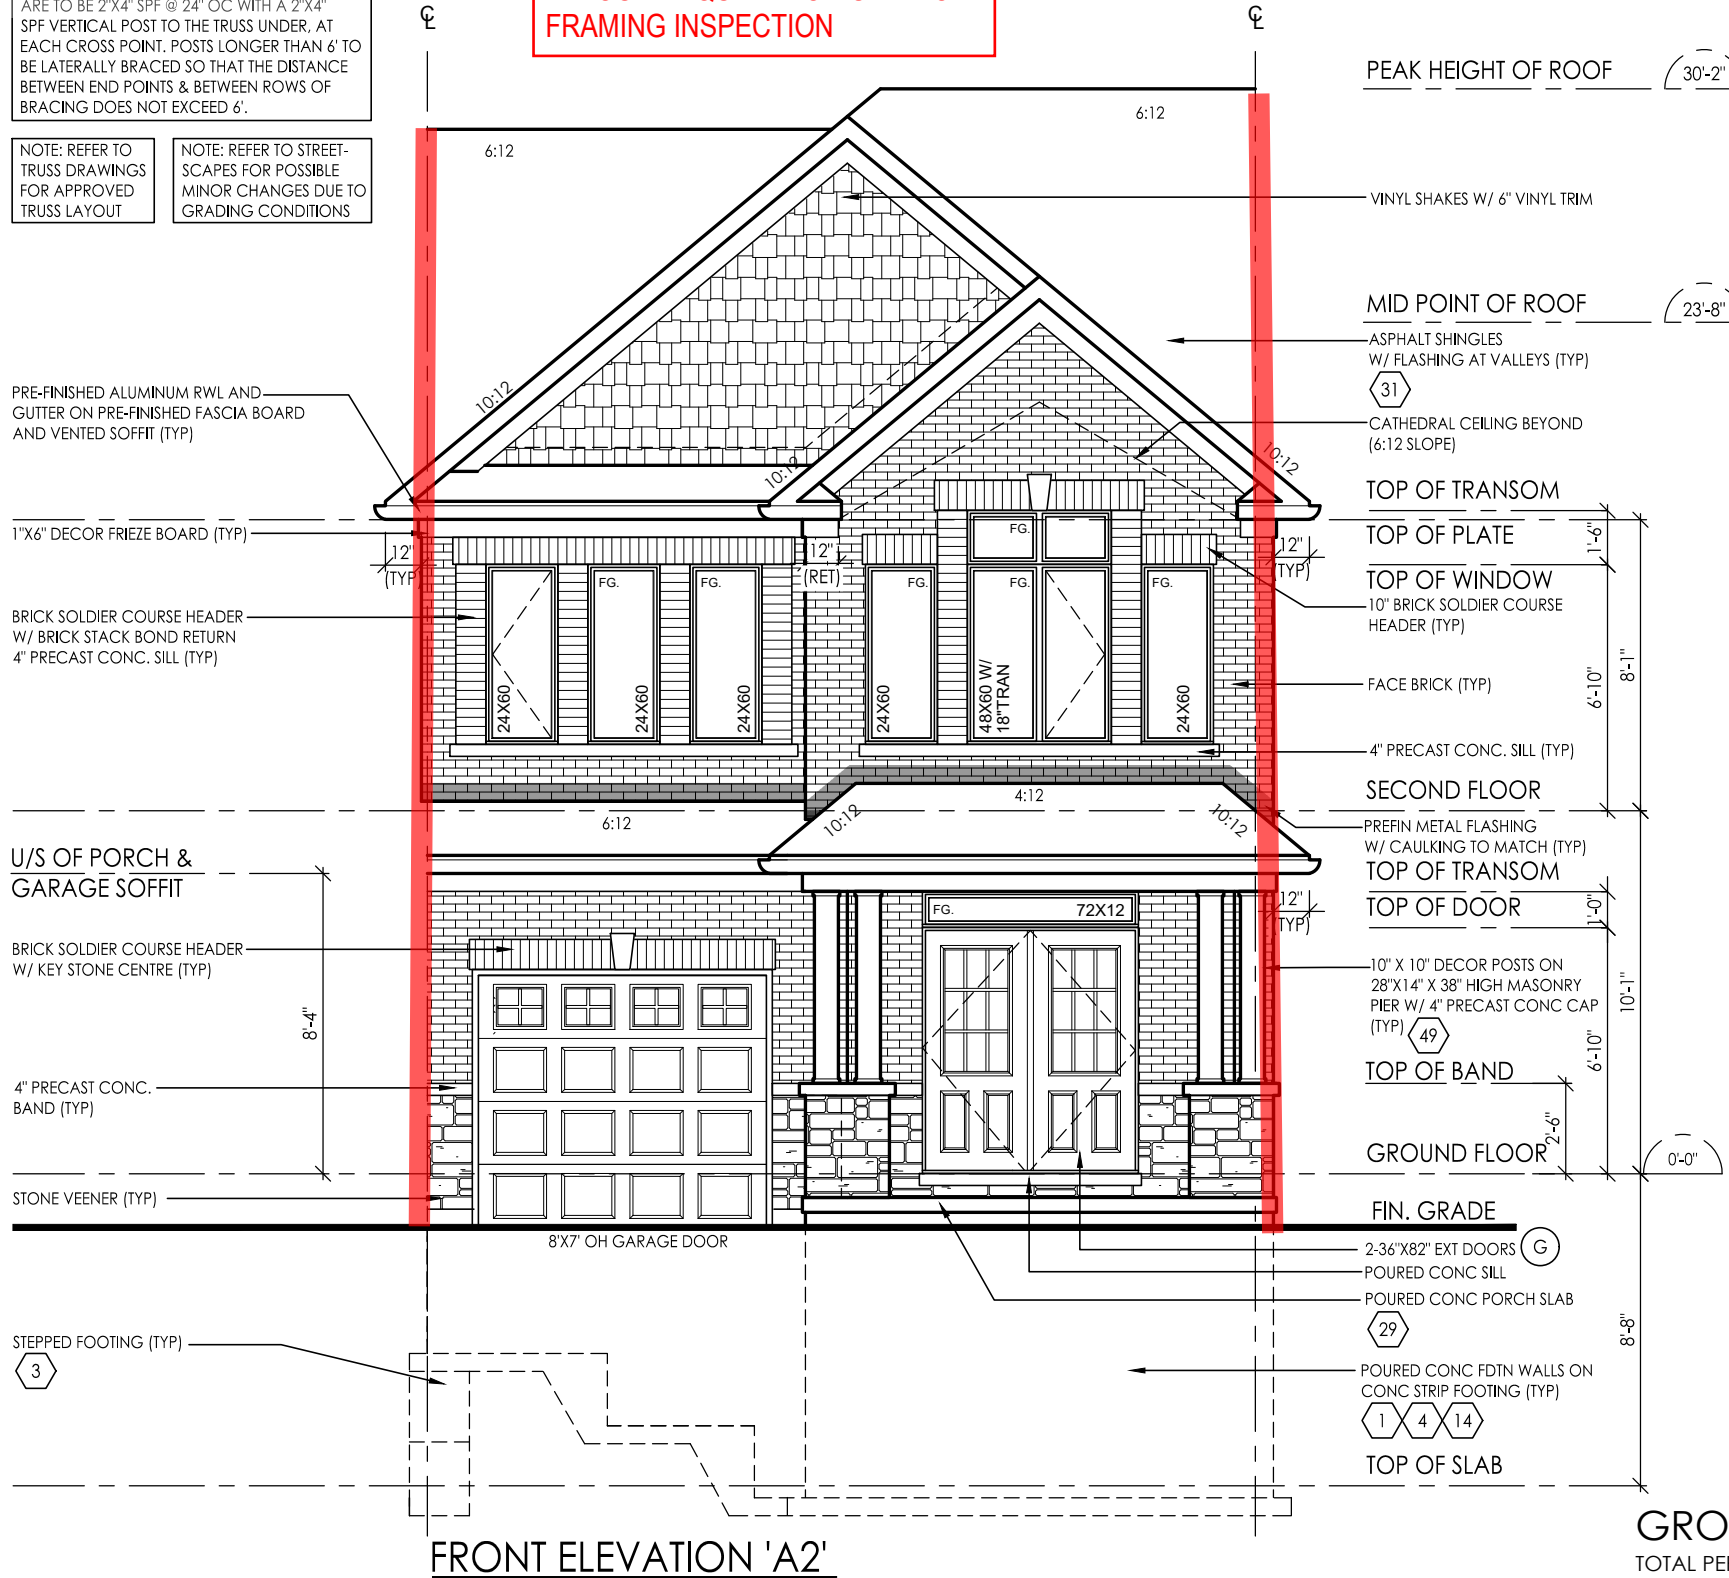 ARE TO BE 2"X4" SPF @ 24" OC WITH A 2"X4"
SPF VERTICAL POST TO THE TRUSS UNDER, AT
EACH CROSS POINT. POSTS LONGER THAN 6' TO
BE LATERALLY BRACED SO THAT THE DISTANCE
BETWEEN END POINTS & BETWEEN ROWS OF
BRACING DOES NOT EXCEED 6'.
NOTE: REFER TO
TRUSS DRAWINGS
FOR APPROVED
TRUSS LAYOUT
NOTE: REFER TO STREET-
SCAPES FOR POSSIBLE
MINOR CHANGES DUE TO
GRADING CONDITIONS
FRAMING INSPECTION
℄
℄
6:12
6:12
10:12
10:12
10:12
PEAK HEIGHT OF ROOF
30'-2"
VINYL SHAKES W/ 6" VINYL TRIM
MID POINT OF ROOF
23'-8"
ASPHALT SHINGLES
W/ FLASHING AT VALLEYS (TYP)
31
CATHEDRAL CEILING BEYOND
(6:12 SLOPE)
PRE-FINISHED ALUMINUM RWL AND
GUTTER ON PRE-FINISHED FASCIA BOARD
AND VENTED SOFFIT (TYP)
1"X6" DECOR FRIEZE BOARD (TYP)
BRICK SOLDIER COURSE HEADER
W/ BRICK STACK BOND RETURN
4" PRECAST CONC. SILL (TYP)
12"
(TYP
12"
(RET)
12"
(TYP)
FG.
FG.
FG.
FG.
FG.
FG.
24X60
24X60
24X60
24X60
48X60 W/
18"TRAN
24X60
TOP OF TRANSOM
TOP OF PLATE
TOP OF WINDOW
10" BRICK SOLDIER COURSE
HEADER (TYP)
FACE BRICK (TYP)
4" PRECAST CONC. SILL (TYP)
1'-6"
6'-10"
8'-1"
SECOND FLOOR
PREFIN METAL FLASHING
W/ CAULKING TO MATCH (TYP)
6:12
10:12
4:12
10:12
U/S OF PORCH &
GARAGE SOFFIT
BRICK SOLDIER COURSE HEADER
W/ KEY STONE CENTRE (TYP)
8'-4"
4" PRECAST CONC.
BAND (TYP)
STONE VEENER (TYP)
FG.
72X12
12"
(TYP)
TOP OF TRANSOM
TOP OF DOOR
10" X 10" DECOR POSTS ON
28"X14" X 38" HIGH MASONRY
PIER W/ 4" PRECAST CONC CAP
(TYP)
49
1'-0"
6'-10"
10'-1"
TOP OF BAND
2'-6"
GROUND FLOOR
0'-0"
FIN. GRADE
8'X7' OH GARAGE DOOR
2-36"X82" EXT DOORS
G
POURED CONC SILL
POURED CONC PORCH SLAB
29
STEPPED FOOTING (TYP)
3
POURED CONC FDTN WALLS ON
CONC STRIP FOOTING (TYP)
1
4
14
8'-8"
TOP OF SLAB
FRONT ELEVATION 'A2'
GRO
TOTAL PE